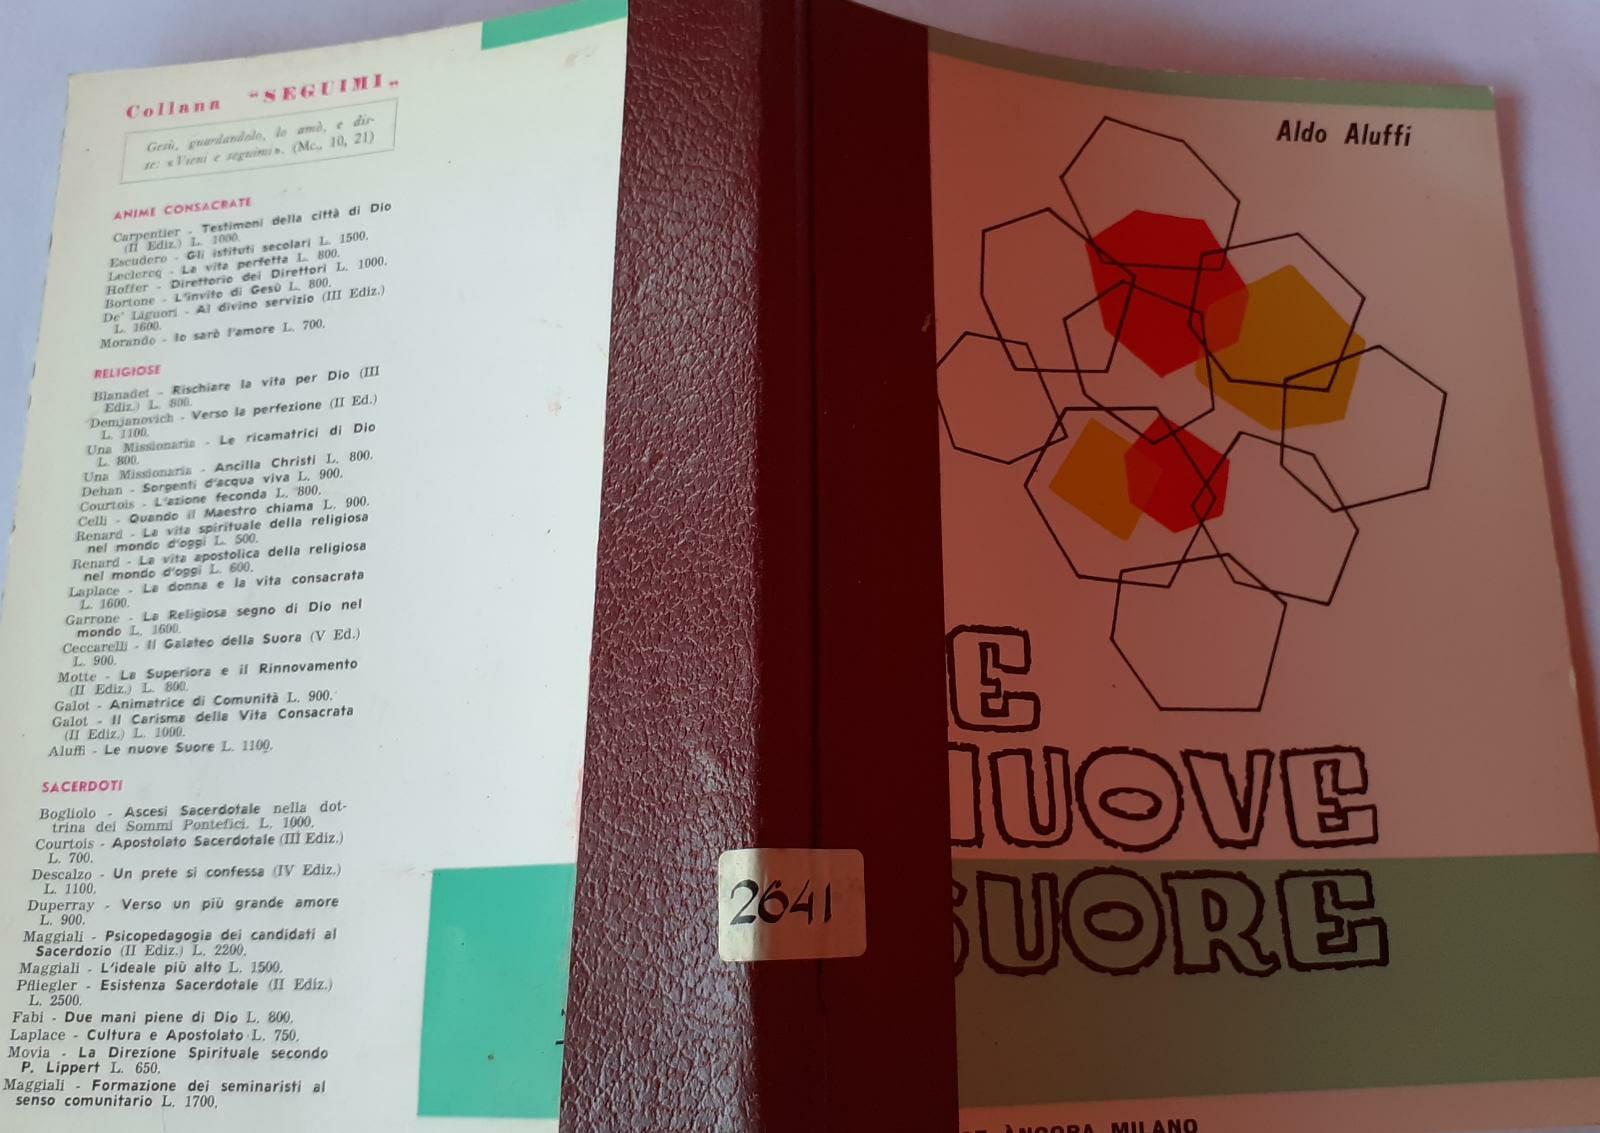 Collana "SEGUIMI„
Gesù, guardandolo, lo amò, e dis-
se: «Vieni e seguimi». (Mc., 10, 21)
ANIME CONSACRATE
Carpentier - Testimoni della città di Dio
(II Ediz.) L. 1000.
Escudero - Gli istituti secolari L. 1500.
Leclercq - La vita perfetta L. 800.
Hoffer - Direttorio dei Direttori L. 1000.
Bortone - L'invito di Gesù L. 800.
De' Liguori - Al divino servizio (III Ediz.)
L. 1600.
Morando - Io sarò l'amore L. 700.
RELIGIOSE
Blanadet - Rischiare la vita per Dio (III
Ediz.) L. 800.
Demjanovich - Verso la perfezione (II Ed.)
L. 1100.
Una Missionaria - Le ricamatrici di Dio
L. 800.
Una Missionaria - Ancilla Christi L. 800.
Dehan - Sorgenti d'acqua viva L. 900.
Courtois - L'azione feconda L. 800.
Celli - Quando il Maestro chiama L. 900.
Renard - La vita spirituale della religiosa
nel mondo d'oggi L. 500.
Renard - La vita apostolica della religiosa
nel mondo d'oggi L. 600.
Laplace - La donna e la vita consacrata
L. 1600.
Garrone - La Religiosa segno di Dio nel
mondo L. 1600.
Ceccarelli - Il Galateo della Suora (V Ed.)
L. 900.
Motte - La Superiora e il Rinnovamento
(II Ediz.) L. 800.
Galot - Animatrice di Comunità L. 900.
Galot - Il Carisma della Vita Consacrata
(II Ediz.) L. 1000.
Aluffi - Le nuove Suore L. 1100.
SACERDOTI
Bogliolo - Ascesi Sacerdotale nella dot-
trina dei Sommi Pontefici. L. 1000.
Courtois - Apostolato Sacerdotale (III Ediz.)
L. 700.
Descalzo - Un prete si confessa (IV Ediz.)
L. 1100.
Duperray - Verso un più grande amore
L. 900.
Maggiali - Psicopedagogia dei candidati al
Sacerdozio (II Ediz.) L. 2200.
Maggiali - L'ideale più alto L. 1500.
Pfliegler - Esistenza Sacerdotale (II Ediz.)
L. 2500.
Fabi - Due mani piene di Dio L. 800.
Laplace - Cultura e Apostolato L. 750.
Movia - La Direzione Spirituale secondo
P. Lippert L. 650.
Maggiali - Formazione dei seminaristi al
senso comunitario L. 1700.
2641
Aldo Aluffi
E
NUOVE
SUORE
ÀNCORA MILANO